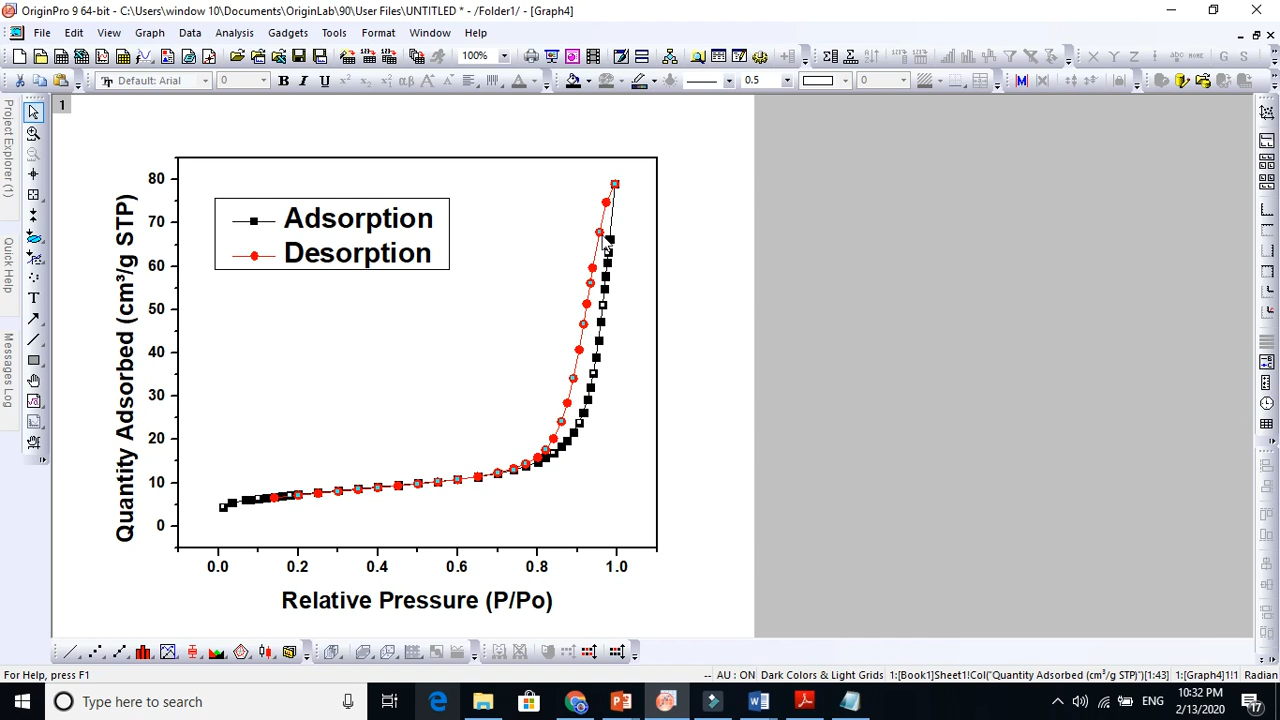 OriginPro 9 64-bit - C:\Users\window 10\Documents\OriginLab\90\User Files\UNTITLED * - /Folder1/ - [Graph4]
File Edit View Graph Data Analysis Gadgets Tools Format Window Help
100%
Default: Arial 0 B I U αβ A A 0.5 0
Project Explorer (1)
Quick Help
Messages Log
1
Adsorption
Desorption
80
70
60
50
40
30
20
10
0
Quantity Adsorbed (cm³/g STP)
0.0 0.2 0.4 0.6 0.8 1.0
Relative Pressure (P/Po)
For Help, press F1
-- AU : ON Dark Colors & Light Grids 1:[Book1]Sheet1!Col("Quantity Adsorbed (cm³/g STP)")[1:43] 1:[Graph4]1!1 Radian
Type here to search
ENG
10:32 PM
2/13/2020
17